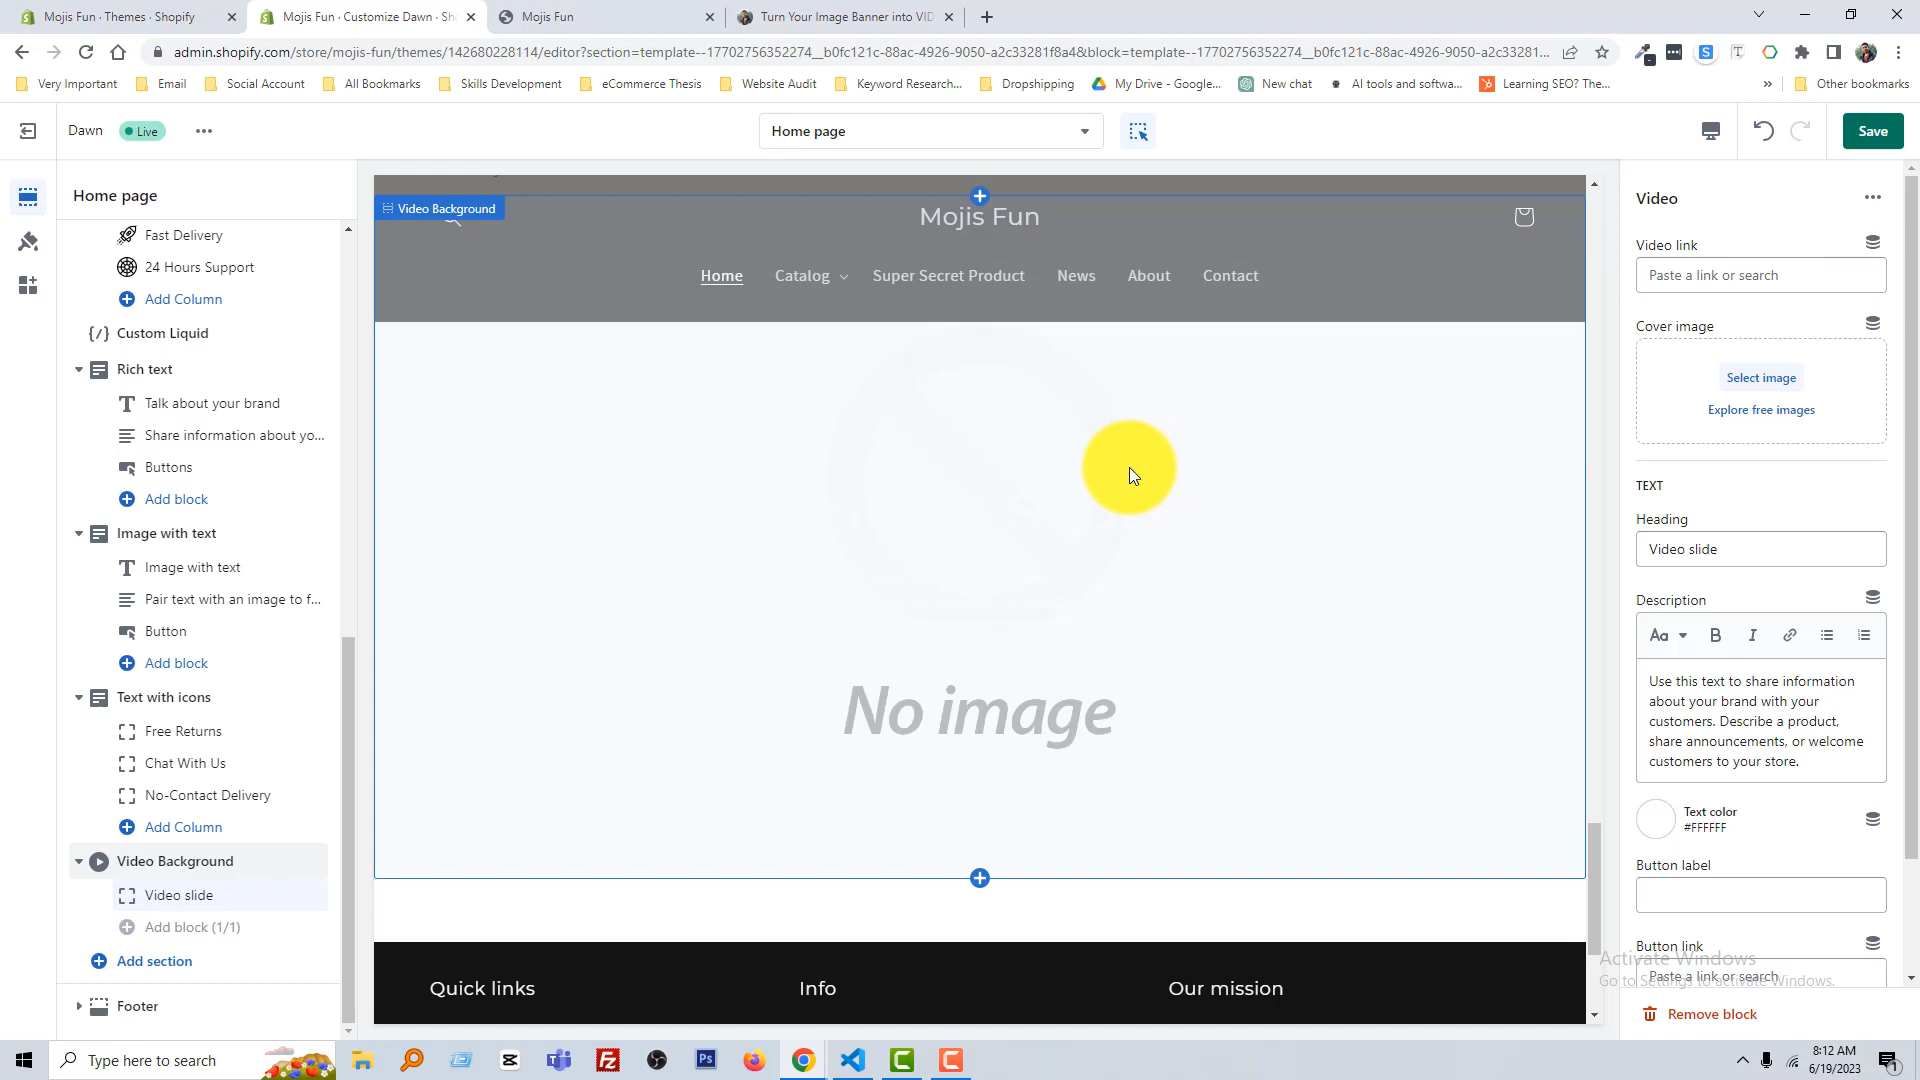 Mojis Fun · Themes · Shopify
Mojis Fun · Customize Dawn · Sh
Mojis Fun
Turn Your Image Banner into VID
admin.shopify.com/store/mojis-fun/themes/142680228114/editor?section=template--17702756352274__b0fc121c-88ac-4926-9050-a2c33281f8a4&block=template--17702756352274__b0fc121c-88ac-4926-9050-a2c33281...
Very Important
Email
Social Account
All Bookmarks
Skills Development
eCommerce Thesis
Website Audit
Keyword Research...
Dropshipping
My Drive - Google...
New chat
AI tools and softwa...
Learning SEO? The...
»
Other bookmarks
Dawn
Live
Home page
Save
Home page
Fast Delivery
24 Hours Support
Add Column
Custom Liquid
Rich text
Talk about your brand
Share information about yo...
Buttons
Add block
Image with text
Image with text
Pair text with an image to f...
Button
Add block
Text with icons
Free Returns
Chat With Us
No-Contact Delivery
Add Column
Video Background
Video slide
Add block (1/1)
Add section
Footer
Video Background
Mojis Fun
Home
Catalog
Super Secret Product
News
About
Contact
No image
Quick links
Info
Our mission
Video
Video link
Paste a link or search
Cover image
Select image
Explore free images
TEXT
Heading
Video slide
Description
Aa
B
I
Use this text to share information
about your brand with your
customers. Describe a product,
share announcements, or welcome
customers to your store.
Text color
#FFFFFF
Button label
Button link
Paste a link or search
Activate Windows
Go to Settings to activate Windows.
Remove block
Type here to search
8:12 AM
6/19/2023